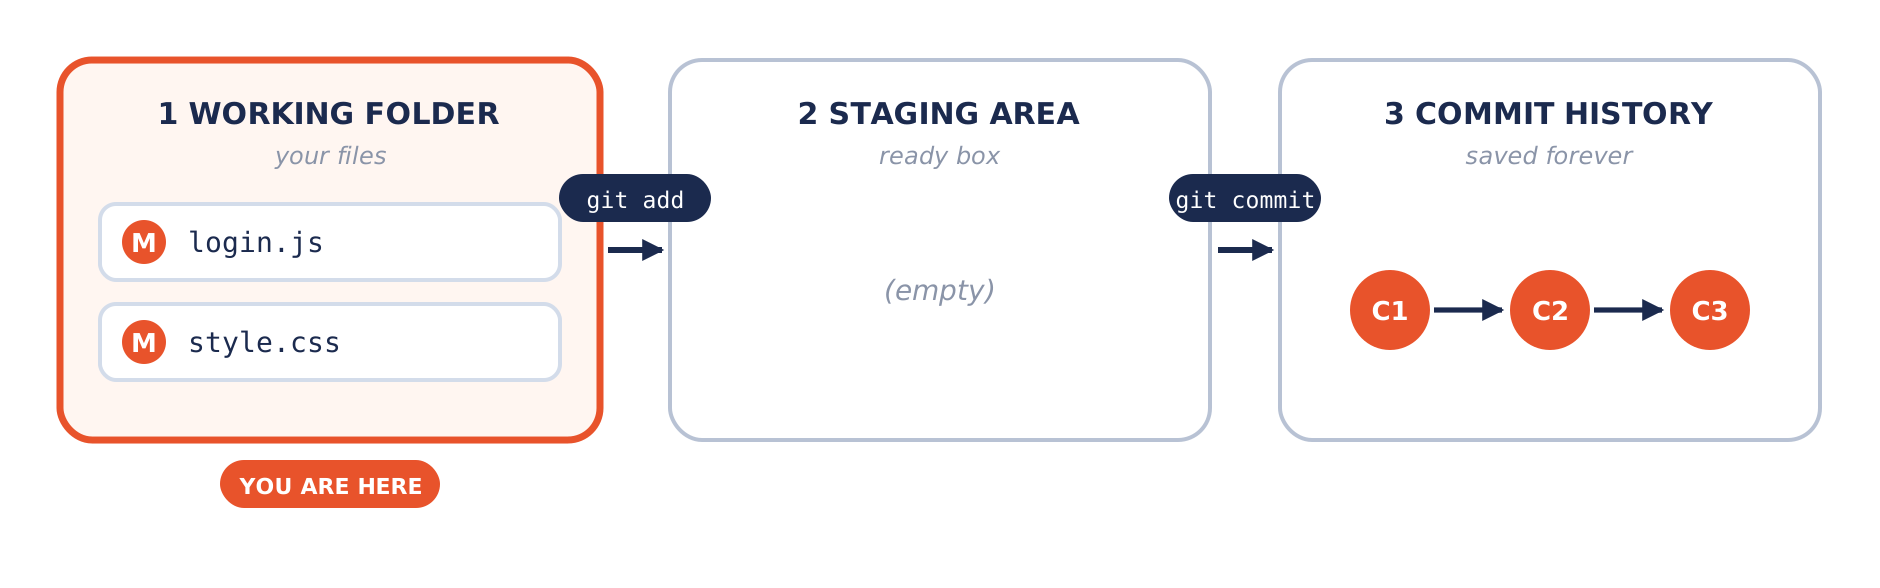 1 WORKING FOLDER
your files
M login.js
M style.css
YOU ARE HERE
git add
2 STAGING AREA
ready box
(empty)
git commit
3 COMMIT HISTORY
saved forever
C1 C2 C3